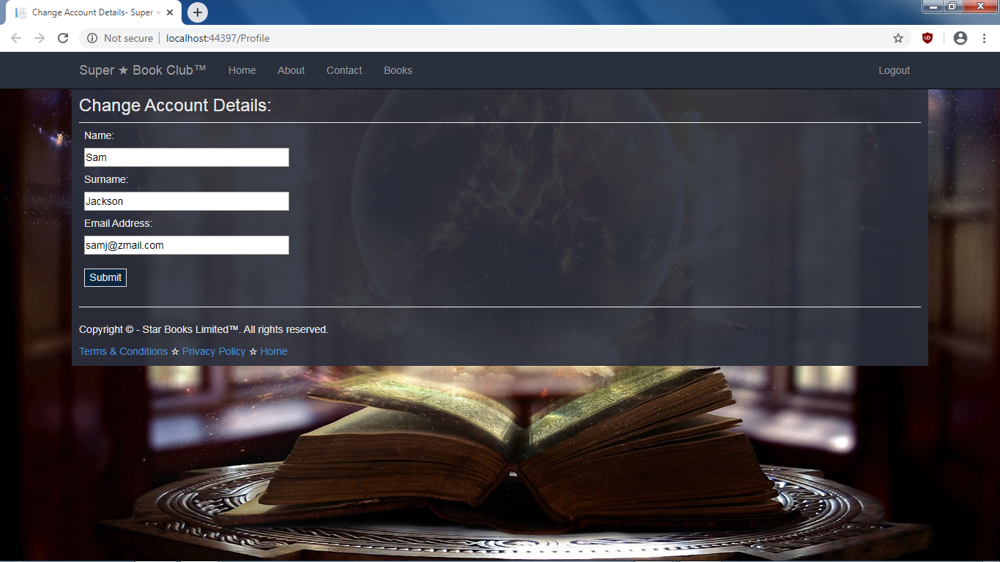 Change Account Details- Super ★
Not secure | localhost:44397/Profile
Super ★ Book Club™ Home About Contact Books Logout
Change Account Details:
Name:
Sam
Surname:
Jackson
Email Address:
samj@zmail.com
Submit
Copyright © - Star Books Limited™. All rights reserved.
Terms & Conditions ☆ Privacy Policy ☆ Home